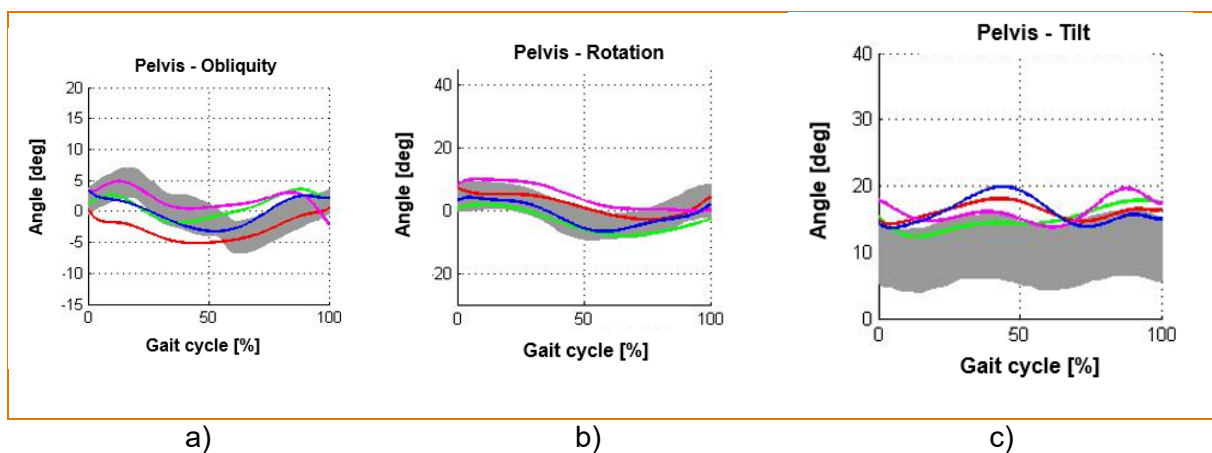 Pelvis - Obliquity
20
15
10
5
0
-5
-10
-15
Angle [deg]
0
50
100
Gait cycle [%]
a)
Pelvis - Rotation
40
20
0
-20
Angle [deg]
0
50
100
Gait cycle [%]
b)
Pelvis - Tilt
40
30
20
10
0
Angle [deg]
0
50
100
Gait cycle [%]
c)